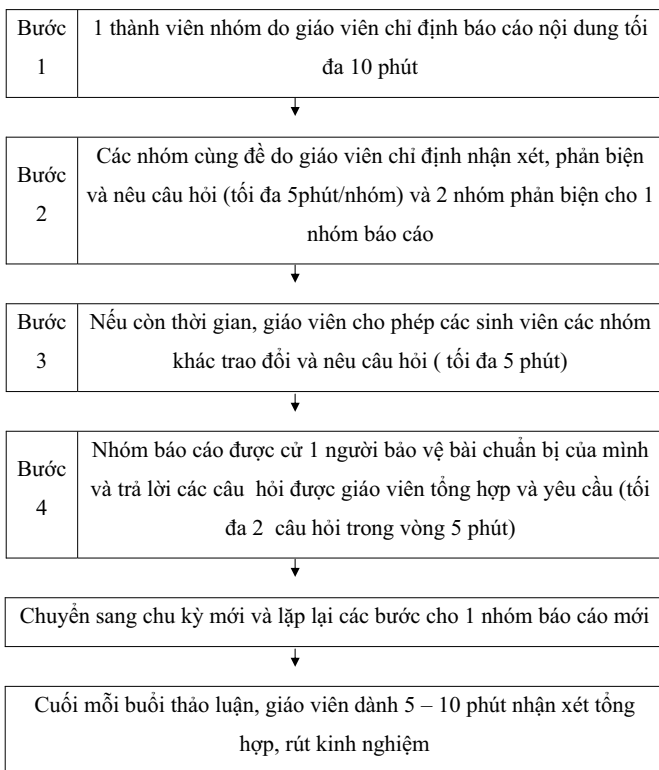 Bước
1
1 thành viên nhóm do giáo viên chỉ định báo cáo nội dung tối
đa 10 phút
Bước
2
Các nhóm cùng đề do giáo viên chỉ định nhận xét, phản biện
và nêu câu hỏi (tối đa 5phút/nhóm) và 2 nhóm phản biện cho 1
nhóm báo cáo
Bước
3
Nếu còn thời gian, giáo viên cho phép các sinh viên các nhóm
khác trao đổi và nêu câu hỏi ( tối đa 5 phút)
Bước
4
Nhóm báo cáo được cử 1 người bảo vệ bài chuẩn bị của mình
và trả lời các câu hỏi được giáo viên tổng hợp và yêu cầu (tối
đa 2 câu hỏi trong vòng 5 phút)
Chuyển sang chu kỳ mới và lặp lại các bước cho 1 nhóm báo cáo mới
Cuối mỗi buổi thảo luận, giáo viên dành 5 – 10 phút nhận xét tổng
hợp, rút kinh nghiệm